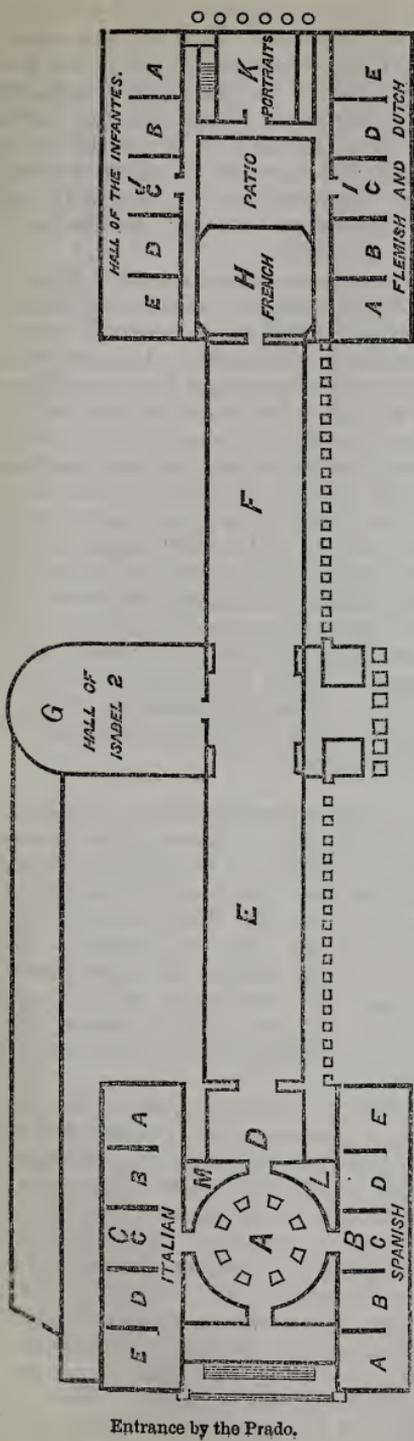 A
B
C
D
E
HALL OF THE INFANTES.
J
K
PORTRAITS
PATIO
H
FRENCH
E
D
C
B
A
I
FLEMISH AND DUTCH
F
G
HALL OF
ISABEL 2
E
A
B
C
D
E
C
ITALIAN
M
D
L
A
E
D
C
B
A
B
SPANISH
Entrance by the Prado.